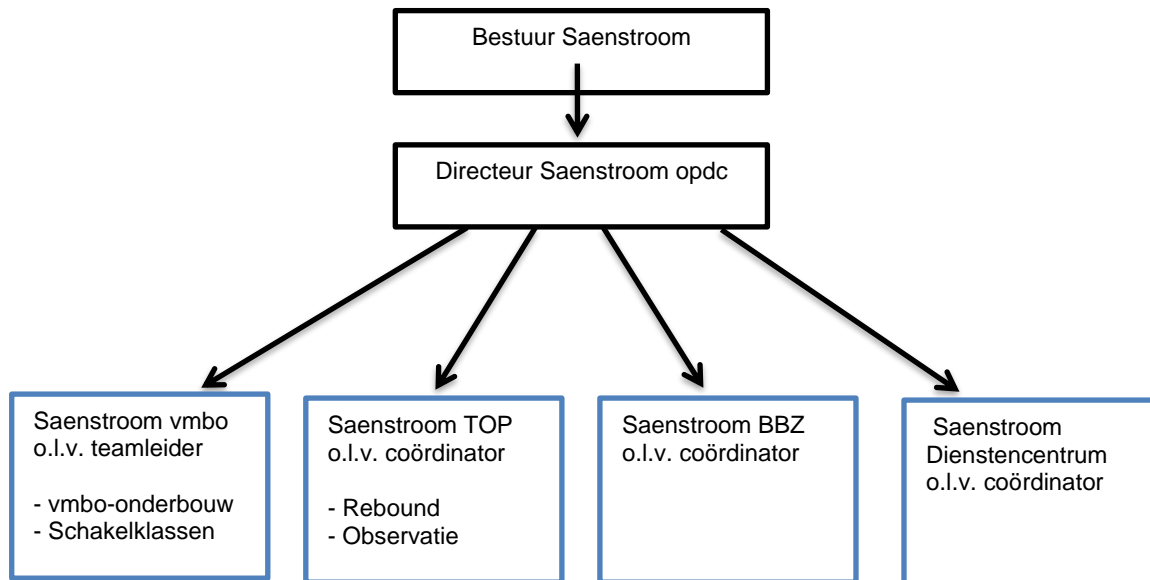 Bestuur Saenstroom
Directeur Saenstroom opdc
Saenstroom vmbo
o.l.v. teamleider
- vmbo-onderbouw
- Schakelklassen
Saenstroom TOP
o.l.v. coördinator
- Rebound
- Observatie
Saenstroom BBZ
o.l.v. coördinator
Saenstroom
Dienstencentrum
o.l.v. coördinator